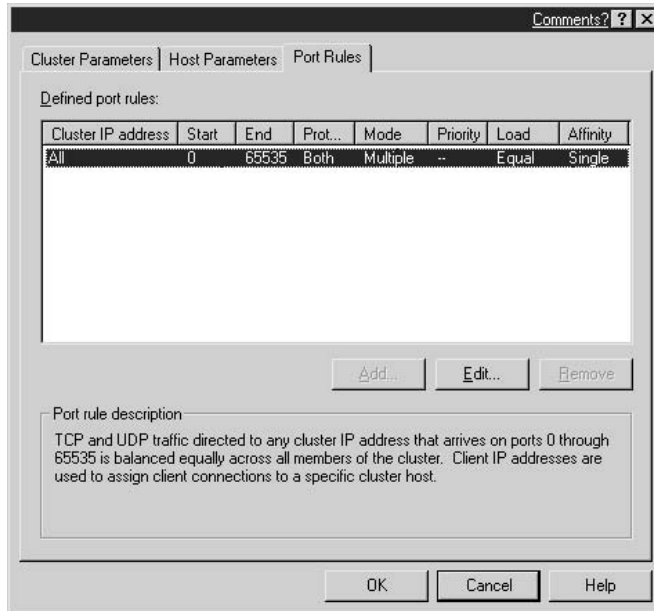 Comments? ? X
Cluster Parameters Host Parameters Port Rules
Defined port rules:
Cluster IP address Start End Prot... Mode Priority Load Affinity
All 0 65535 Both Multiple -- Equal Single
Add... Edit... Remove
Port rule description
TCP and UDP traffic directed to any cluster IP address that arrives on ports 0 through
65535 is balanced equally across all members of the cluster. Client IP addresses are
used to assign client connections to a specific cluster host.
OK Cancel Help